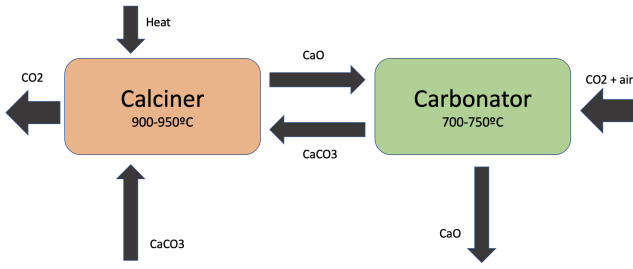 Heat
CO2
CaO
CO2 + air
Calciner
900-950ºC
Carbonator
700-750ºC
CaCO3
CaCO3
CaO